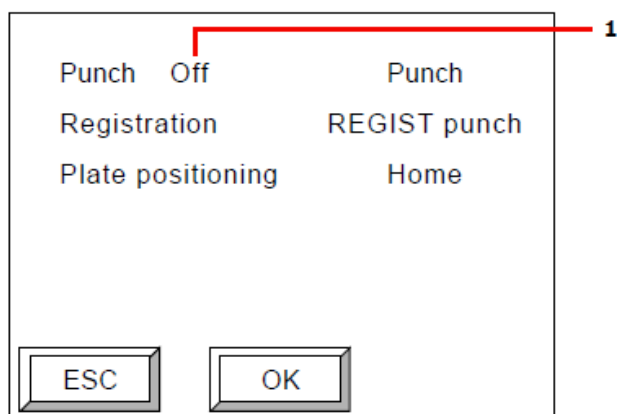 1
Punch Off Punch
Registration REGIST punch
Plate positioning Home
ESC OK